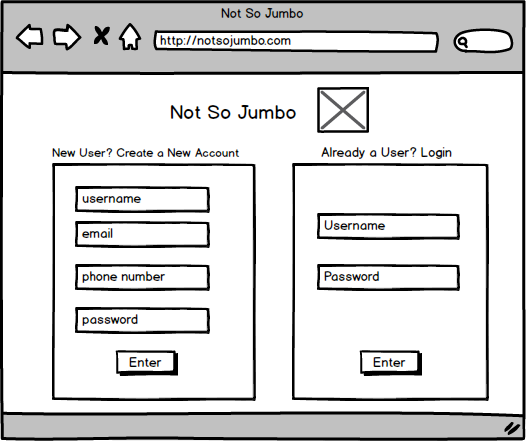 Not So Jumbo
http://notsojumbo.com
Not So Jumbo
New User? Create a New Account
username
email
phone number
password
Enter
Already a User? Login
Username
Password
Enter